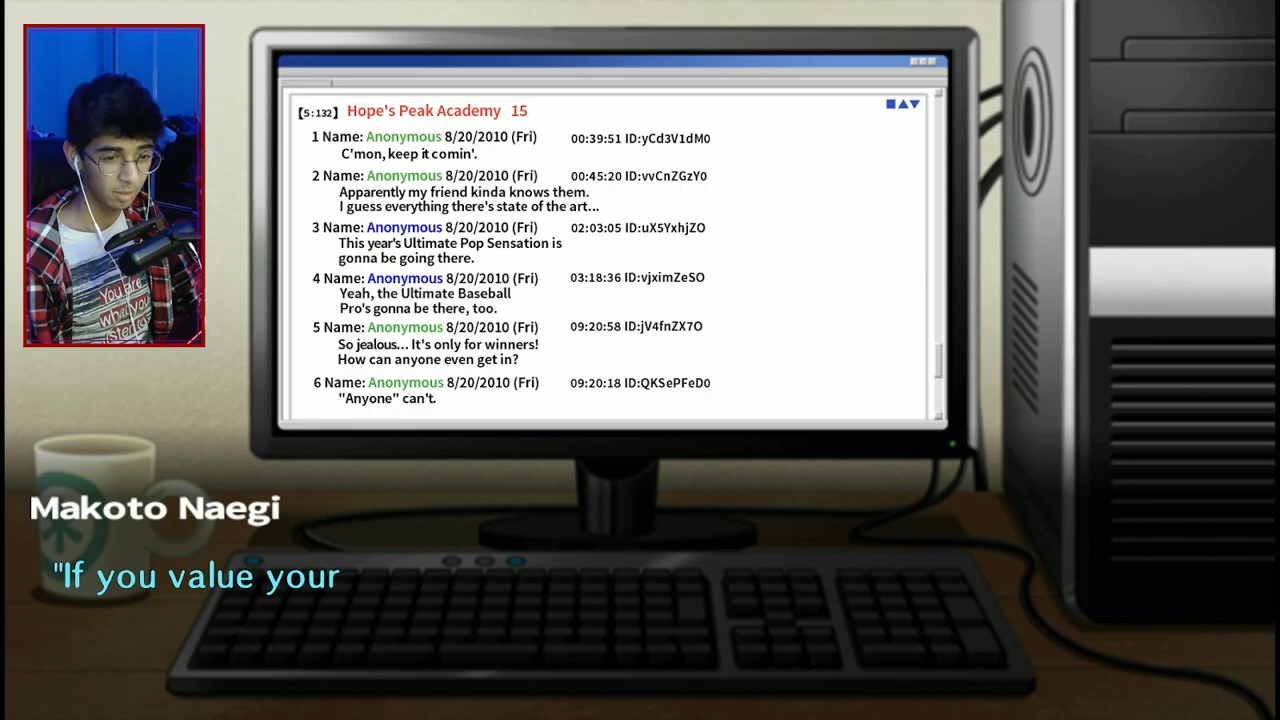 【5:132】 Hope's Peak Academy 15
1 Name: Anonymous 8/20/2010 (Fri) 00:39:51 ID:yCd3V1dM0
C'mon, keep it comin'.
2 Name: Anonymous 8/20/2010 (Fri) 00:45:20 ID:vvCnZGzY0
Apparently my friend kinda knows them.
I guess everything there's state of the art...
3 Name: Anonymous 8/20/2010 (Fri) 02:03:05 ID:uX5YxhjZO
This year's Ultimate Pop Sensation is
gonna be going there.
4 Name: Anonymous 8/20/2010 (Fri) 03:18:36 ID:vjximZeSO
Yeah, the Ultimate Baseball
Pro's gonna be there, too.
5 Name: Anonymous 8/20/2010 (Fri) 09:20:58 ID:jV4fnZX7O
So jealous... It's only for winners!
How can anyone even get in?
6 Name: Anonymous 8/20/2010 (Fri) 09:20:18 ID:QKSePFeD0
"Anyone" can't.
You are
what you
Makoto Naegi
"If you value your